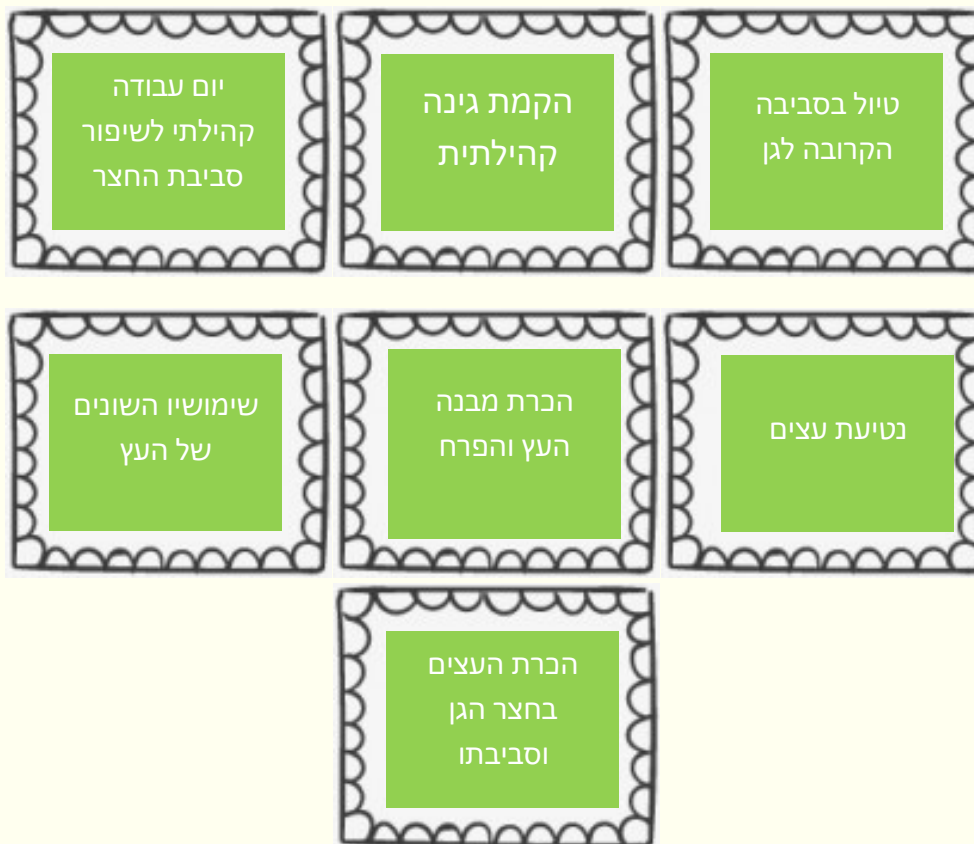 טיול בסביבה
הקרובה לגן
הקמת גינה
קהילתית
יום עבודה
קהילתי לשיפור
סביבת החצר
נטיעת עצים
הכרת מבנה
העץ והפרח
שימושיו השונים
של העץ
הכרת העצים
בחצר הגן
וסביבתו